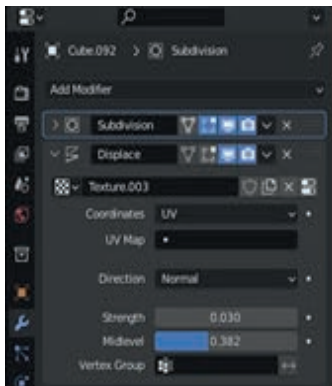 Cube.092 > Subdivision
Add Modifier
Subdivision
Displace
Texture.003
Coordinates UV
UV Map
Direction Normal
Strength 0.030
Midlevel 0.382
Vertex Group